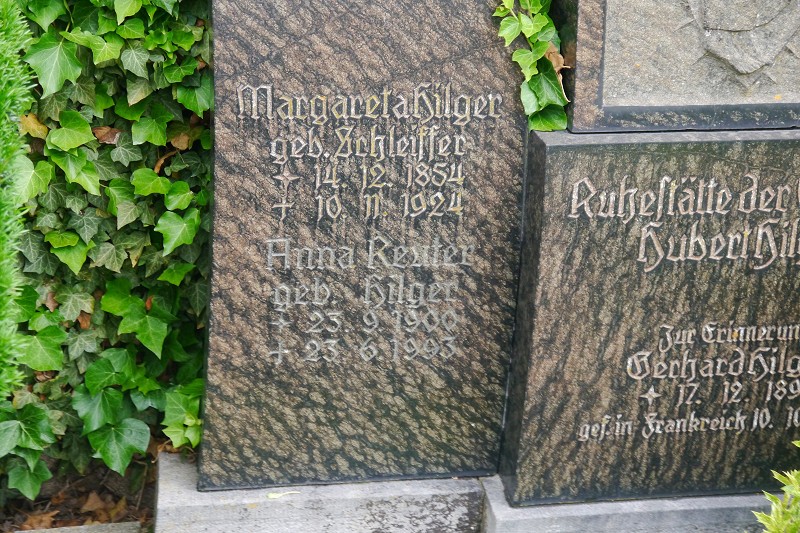 Margareta Hilger
geb. Schleiffer
* 14. 12. 1854
+ 10. 11. 1924
Anna Reuter
geb. Hilger
* 23 9 1900
+ 23 6 1993
Ruhestätte der
Hubert Hil
Zur Erinnerun
Gerhard Hilg
* 17. 12. 189
gef. in Frankreich 10. 10